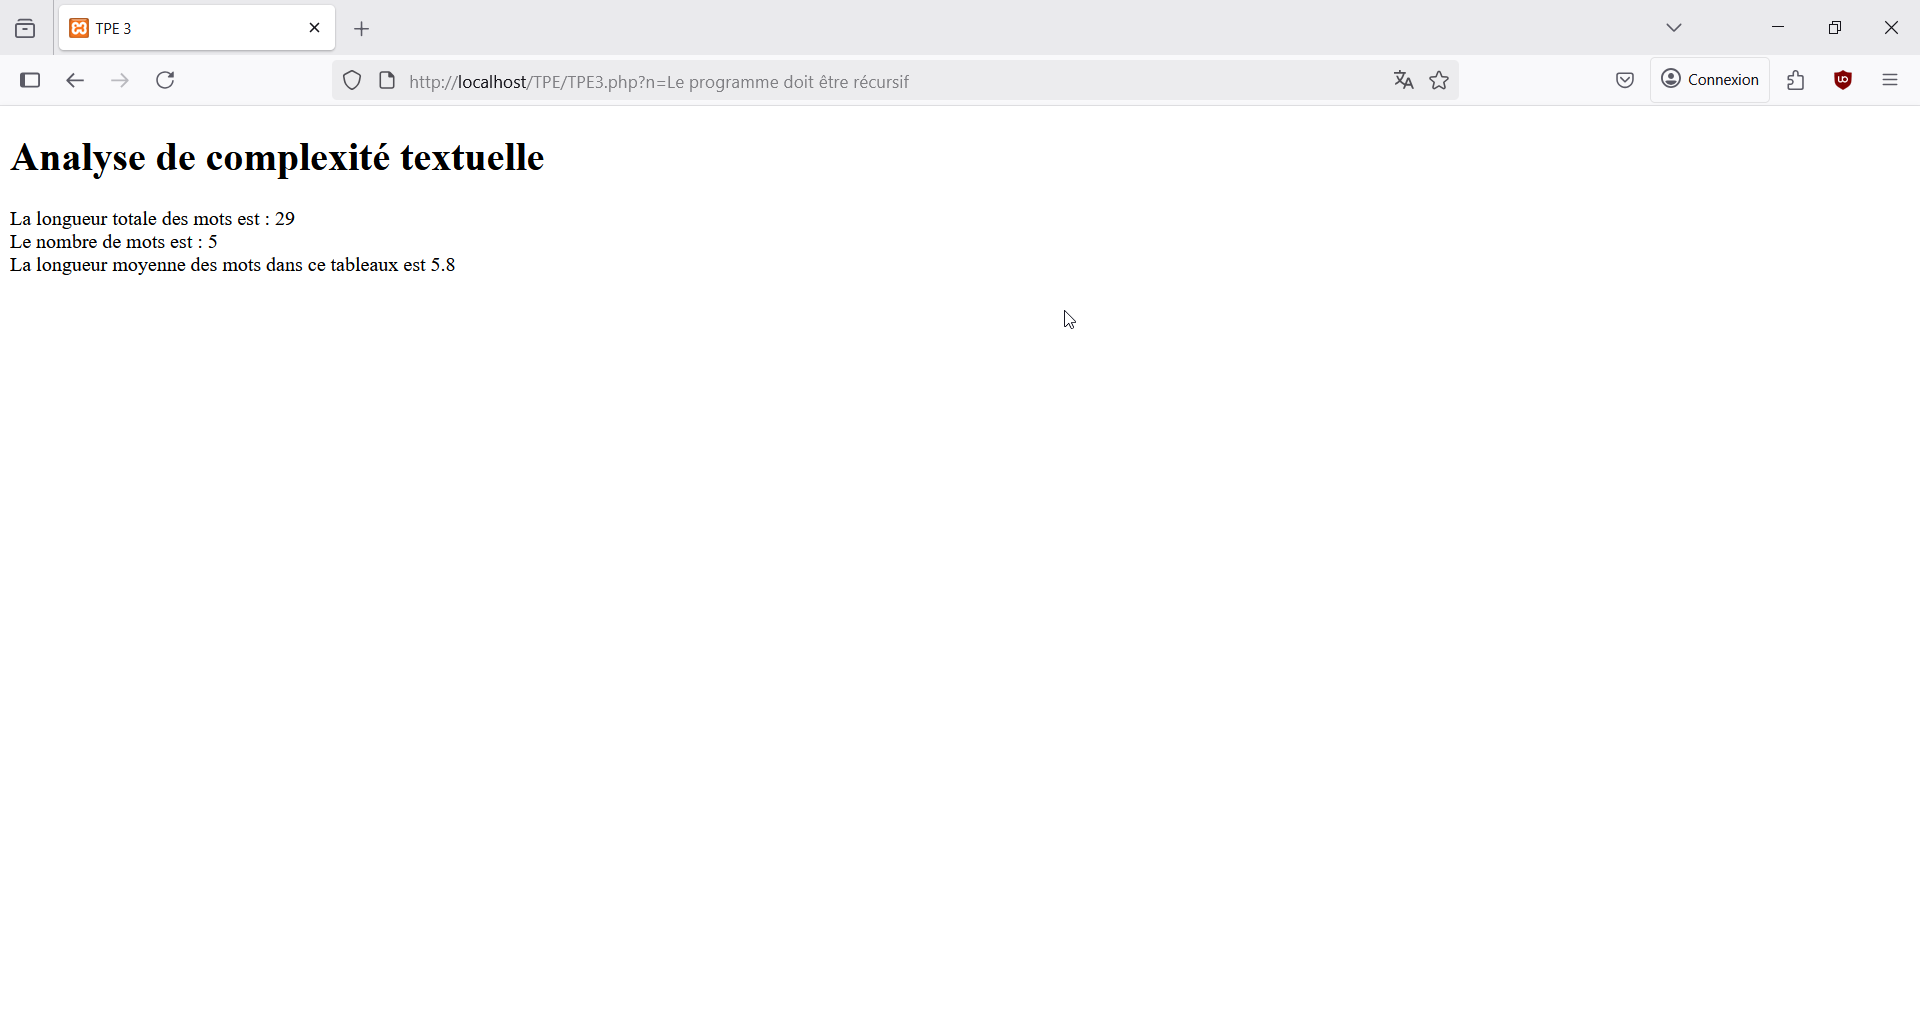 TPE 3
http://localhost/TPE/TPE3.php?n=Le programme doit être récursif
Connexion
Analyse de complexité textuelle
La longueur totale des mots est : 29
Le nombre de mots est : 5
La longueur moyenne des mots dans ce tableaux est 5.8